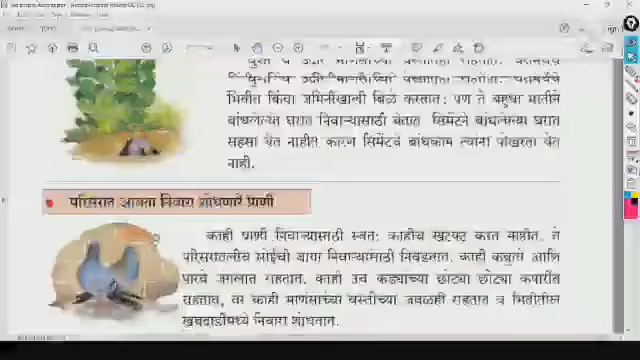 भिंतीत किंवा जमिनीखाली बिळे करतात. पण ते बहुधा मातीने
बांधलेल्या घरात निवाऱ्यासाठी येतात. सिमेंटने बांधलेल्या घरात
सहसा येत नाहीत कारण सिमेंटचे बांधकाम त्यांना पोखरता येत
नाही.
परिसरात आपला निवारा शोधणारे प्राणी
काही प्राणी निवाऱ्यासाठी स्वतः काहीच खटपट करत नाहीत. ते
परिसरातील सोईची जागा निवाऱ्यासाठी निवडतात. काही कबुतरे आणि
पारवे जंगलात राहतात. काही उंच कड्याच्या छोट्या छोट्या कपारीत
राहतात, तर काही माणसांच्या वस्तीच्या जवळही राहतात व भिंतीतील
खबदाडीमध्ये निवारा शोधतात.